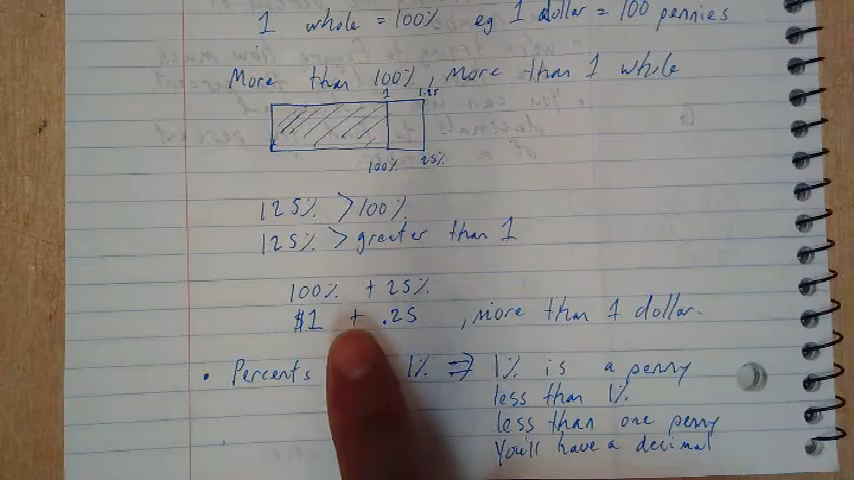 1 whole = 100% eg 1 dollar = 100 pennies
More than 100%, More than 1 whole
1 1.25
100% 25%
125% > 100%
125% > greater than 1
100% + 25%
$1 + .25 , more than 1 dollar.
• Percents 1% ⇒ 1% is a penny
less than 1%
less than one penny
You'll have a decimal